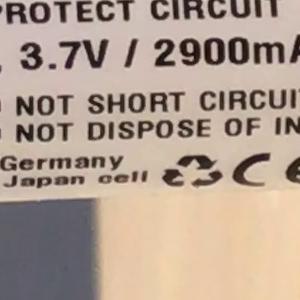 PROTECT CIRCUIT
3.7V / 2900mA
NOT SHORT CIRCUI
NOT DISPOSE OF IN
Germany
Japan cell